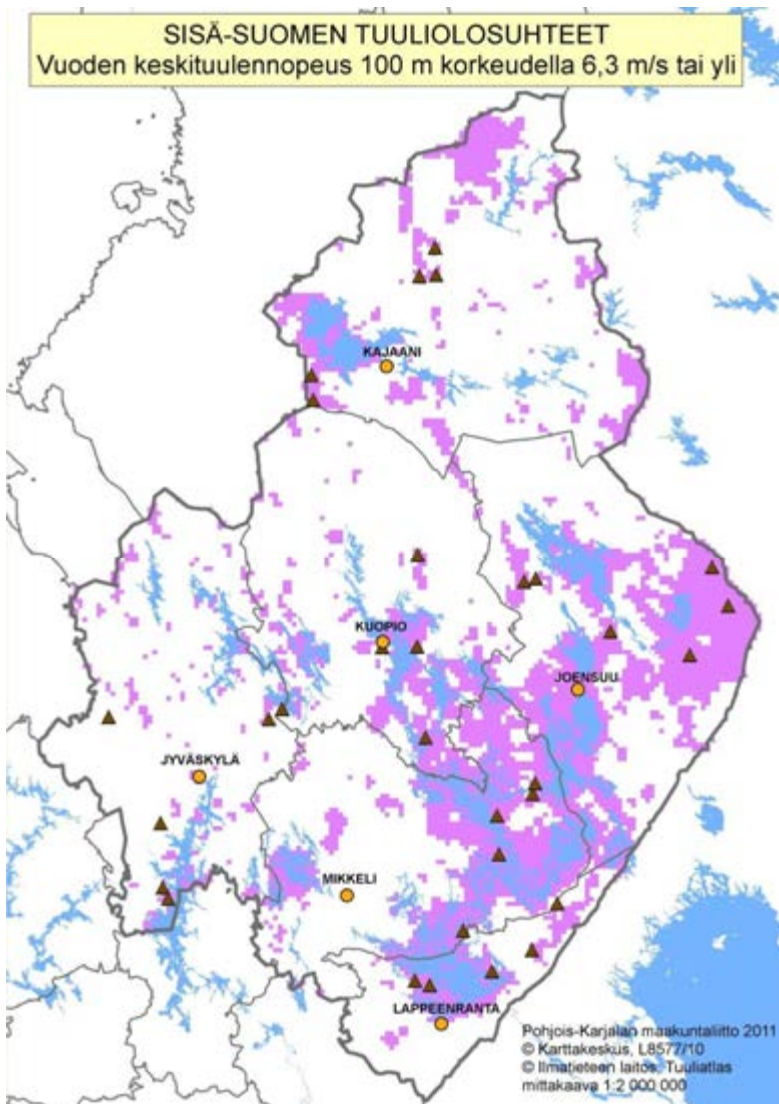 SISÄ-SUOMEN TUULIOLOSUHTEET
Vuoden keskituulennopeus 100 m korkeudella 6,3 m/s tai yli
KAJAANI
KUOPIO
JOENSUU
JYVÄSKYLÄ
MIKKELI
LAPPEENRANTA
Pohjois-Karjalan maakuntaliitto 2011
© Karttakeskus, L8577/10
© Ilmatieteen laitos, Tuuliatlas
mittakaava 1:2 000 000